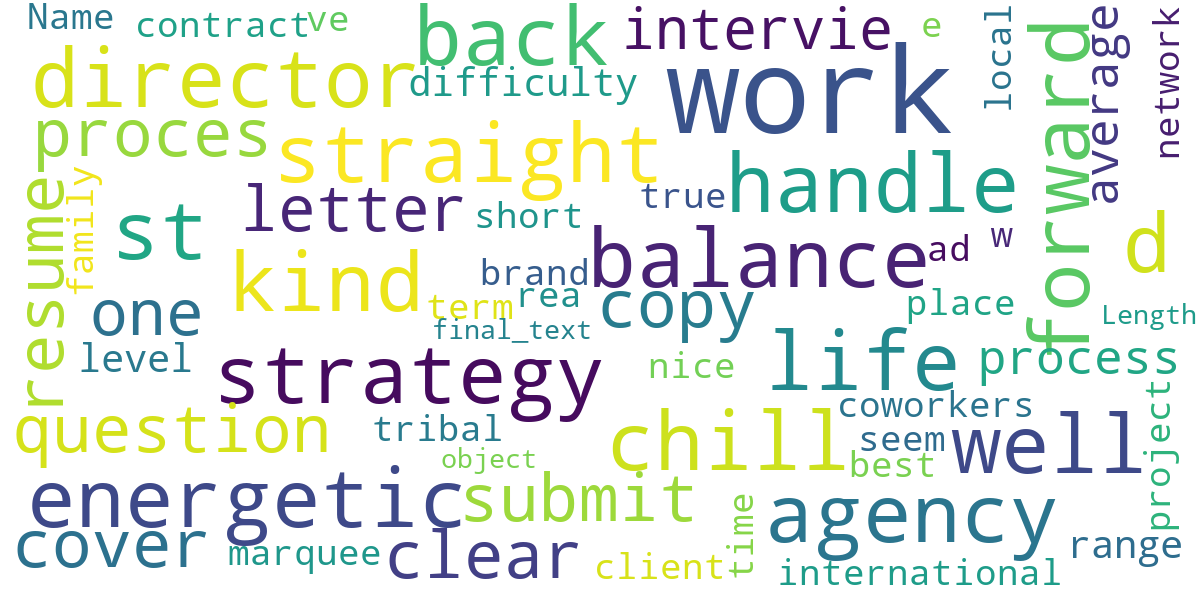 Name
contract
ve
back
intervie
e
local
forward
average
network
director
difficulty
work
proces
straight
handle
resume
family
st
letter
short
true
balance
ad
w
d
kind
brand
rea
copy
place
Length
one
term
final_text
level
strategy
nice
life
process
question
tribal
chill
coworkers
seem
well
project
object
best
energetic
submit
time
agency
cover
marquee
clear
client
international
range